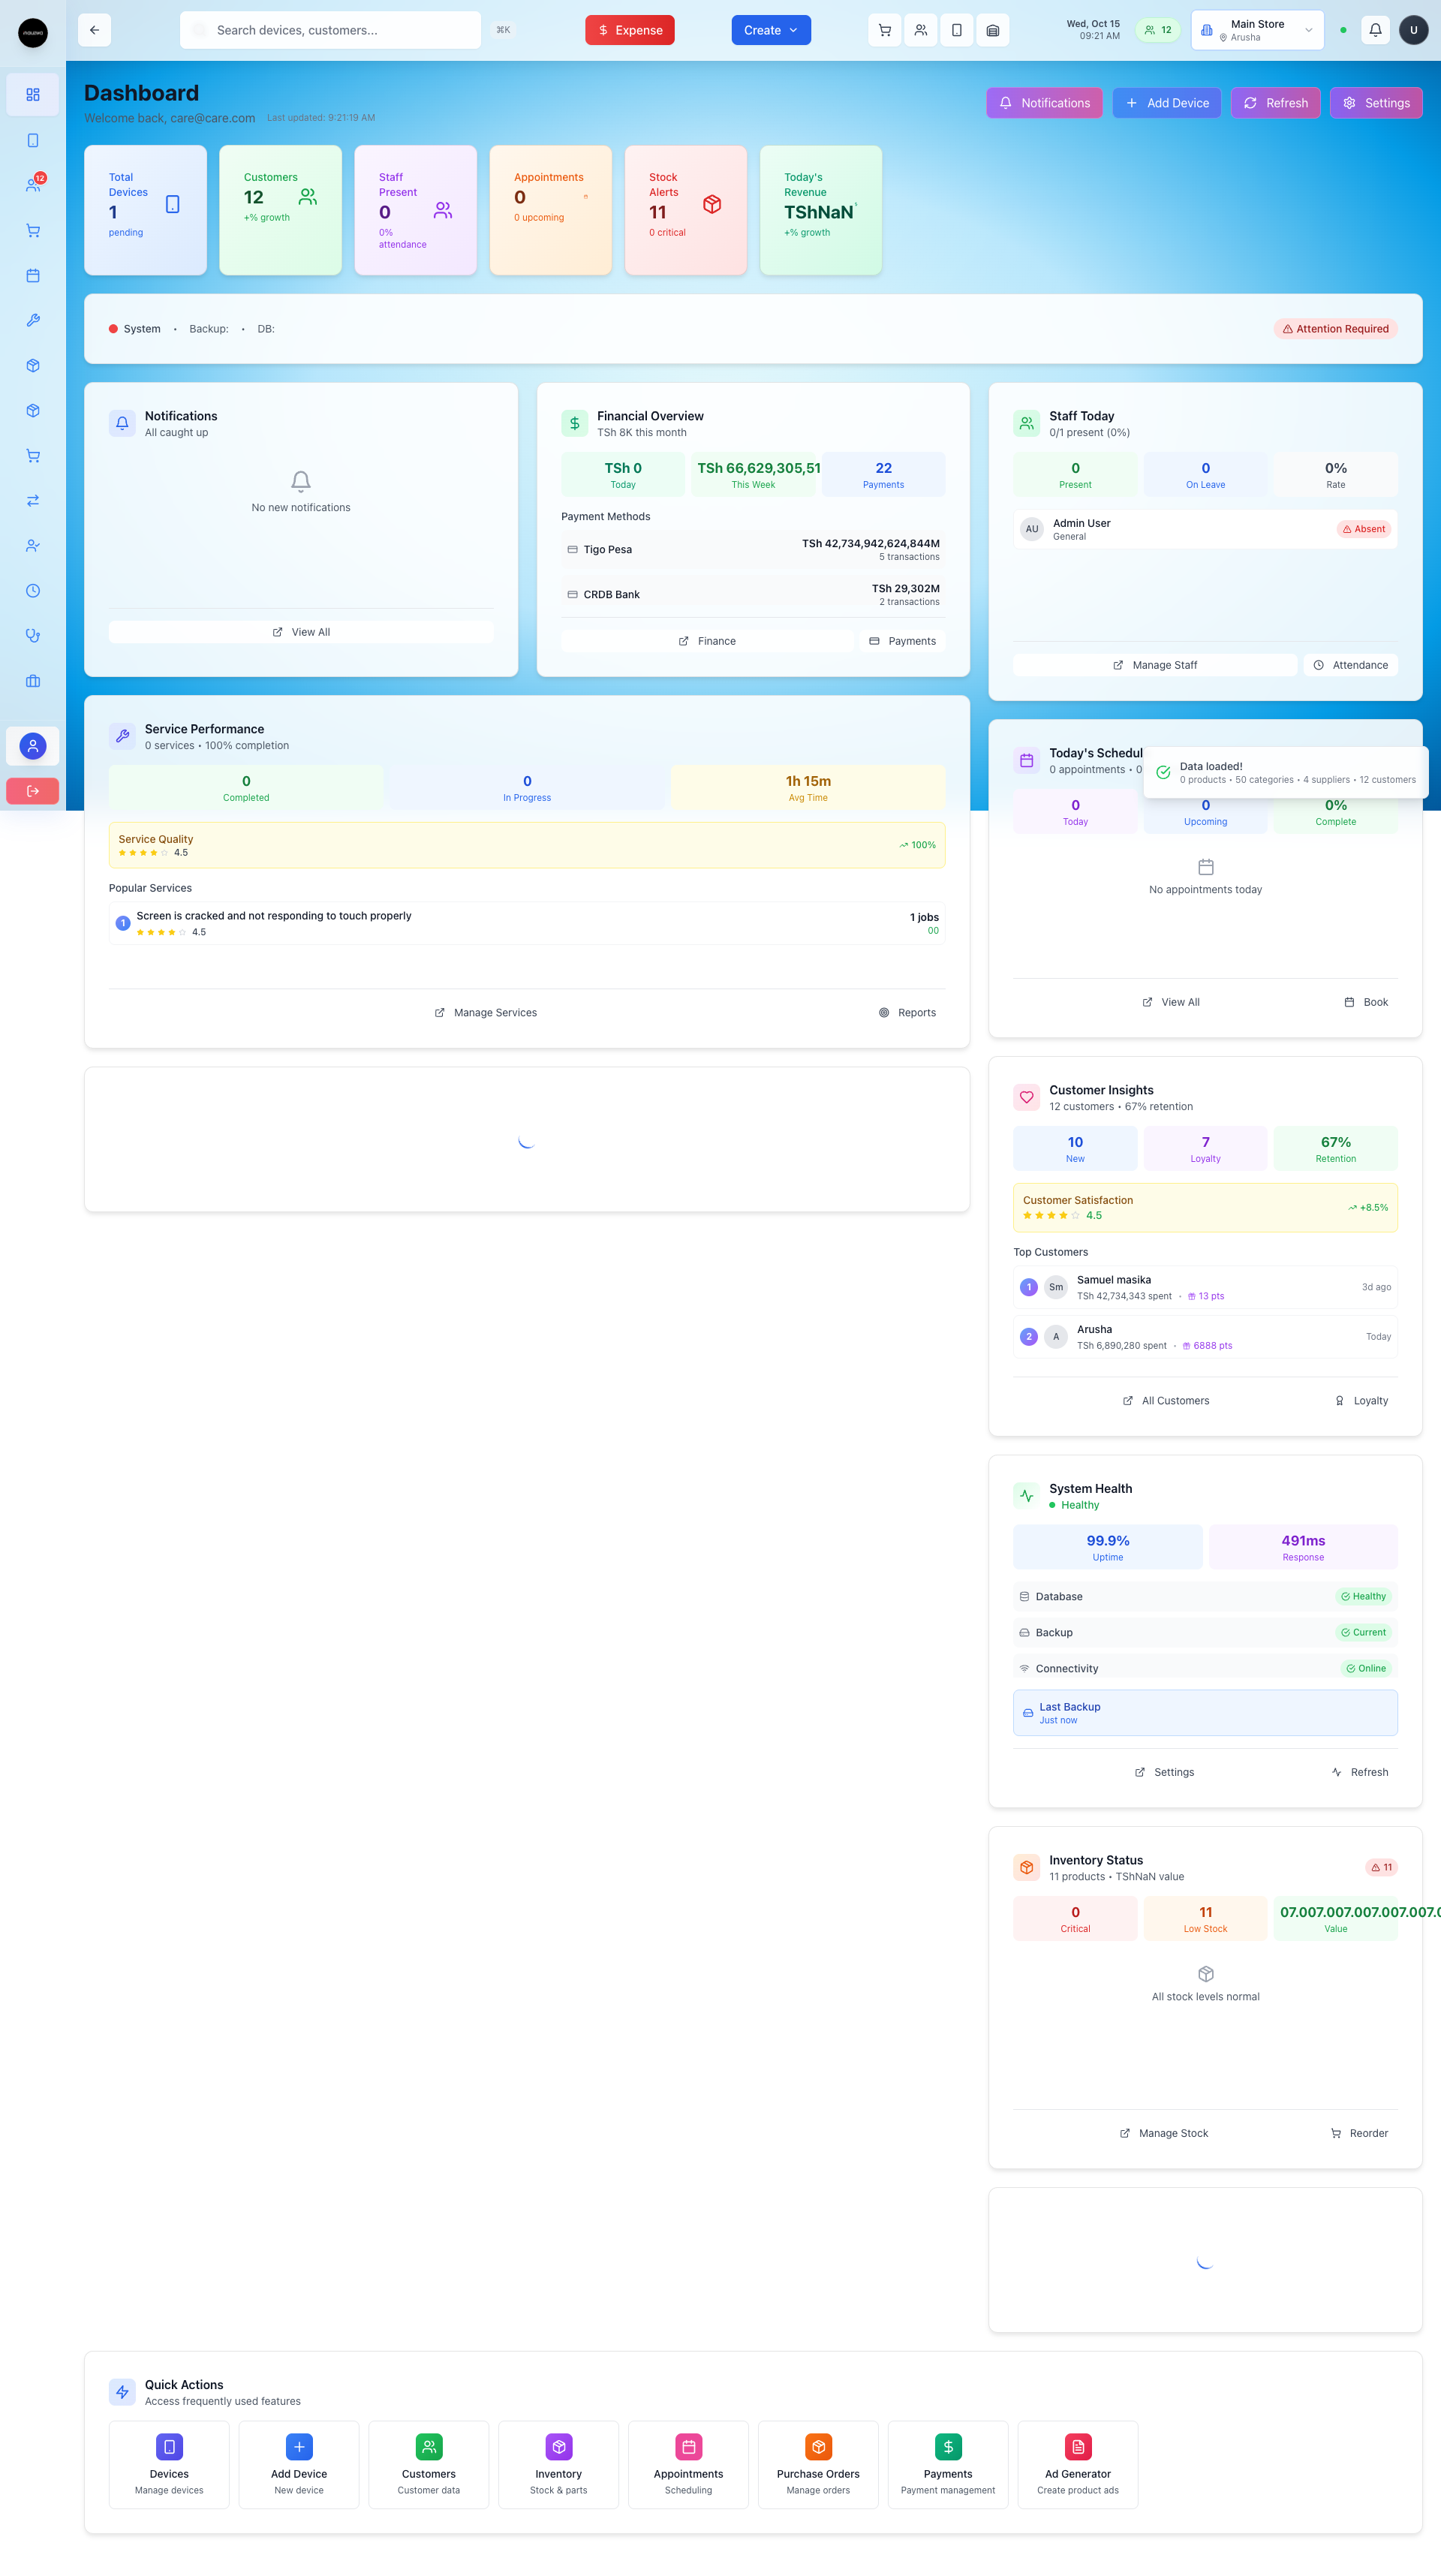 Search devices, customers...
⌘K
Expense
Create
Wed, Oct 15
09:21 AM
12
Main Store
Arusha
U
Dashboard
Welcome back, care@care.com
Last updated: 9:21:19 AM
Notifications
Add Device
Refresh
Settings
12
Total
Devices
1
pending
Customers
12
+% growth
Staff
Present
0
0%
attendance
Appointments
0
0 upcoming
Stock
Alerts
11
0 critical
Today's
Revenue
TShNaN
+% growth
System • Backup: • DB:
Attention Required
Notifications
All caught up
No new notifications
View All
Financial Overview
TSh 8K this month
TSh 0
Today
TSh 66,629,305,51
This Week
22
Payments
Payment Methods
Tigo Pesa
TSh 42,734,942,624,844M
5 transactions
CRDB Bank
TSh 29,302M
2 transactions
Finance
Payments
Staff Today
0/1 present (0%)
0
Present
0
On Leave
0%
Rate
AU
Admin User
General
Absent
Manage Staff
Attendance
Service Performance
0 services • 100% completion
0
Completed
0
In Progress
1h 15m
Avg Time
Service Quality
4.5
100%
Popular Services
1
Screen is cracked and not responding to touch properly
4.5
1 jobs
00
Manage Services
Reports
Today's Schedul
0 appointments • 0
Data loaded!
0 products • 50 categories • 4 suppliers • 12 customers
0
Today
0
Upcoming
0%
Complete
No appointments today
View All
Book
Customer Insights
12 customers • 67% retention
10
New
7
Loyalty
67%
Retention
Customer Satisfaction
4.5
+8.5%
Top Customers
1
Sm
Samuel masika
TSh 42,734,343 spent • 13 pts
3d ago
2
A
Arusha
TSh 6,890,280 spent • 6888 pts
Today
All Customers
Loyalty
System Health
Healthy
99.9%
Uptime
491ms
Response
Database
Healthy
Backup
Current
Connectivity
Online
Last Backup
Just now
Settings
Refresh
Inventory Status
11 products • TShNaN value
11
0
Critical
11
Low Stock
07.007.007.007.007.007.0
Value
All stock levels normal
Manage Stock
Reorder
Quick Actions
Access frequently used features
Devices
Manage devices
Add Device
New device
Customers
Customer data
Inventory
Stock & parts
Appointments
Scheduling
Purchase Orders
Manage orders
Payments
Payment management
Ad Generator
Create product ads